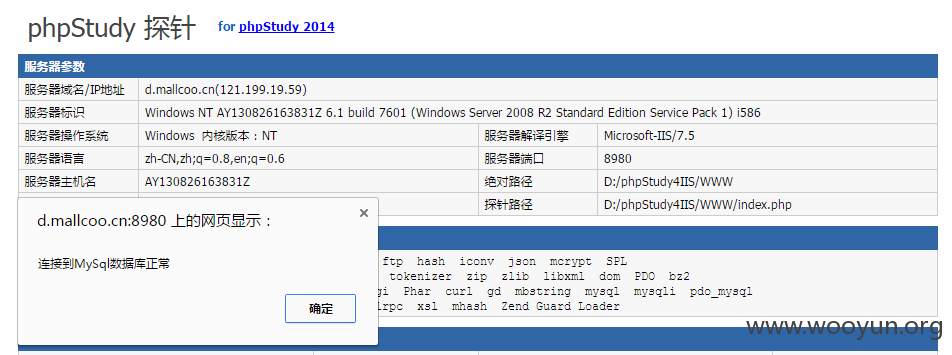 phpStudy 探针 for phpStudy 2014
服务器参数
服务器域名/IP地址 d.mallcoo.cn(121.199.19.59)
服务器标识 Windows NT AY130826163831Z 6.1 build 7601 (Windows Server 2008 R2 Standard Edition Service Pack 1) i586
服务器操作系统 Windows 内核版本：NT 服务器解译引擎 Microsoft-IIS/7.5
服务器语言 zh-CN,zh;q=0.8,en;q=0.6 服务器端口 8980
服务器主机名 AY130826163831Z 绝对路径 D:/phpStudy4IIS/WWW
探针路径 D:/phpStudy4IIS/WWW/index.php
d.mallcoo.cn:8980 上的网页显示：
连接到MySql数据库正常
确定
ftp hash iconv json mcrypt SPL
tokenizer zip zlib libxml dom PDO bz2
gi Phar curl gd mbstring mysql mysqli pdo_mysql
lrpc xsl mhash Zend Guard Loader
www.wooyun.org